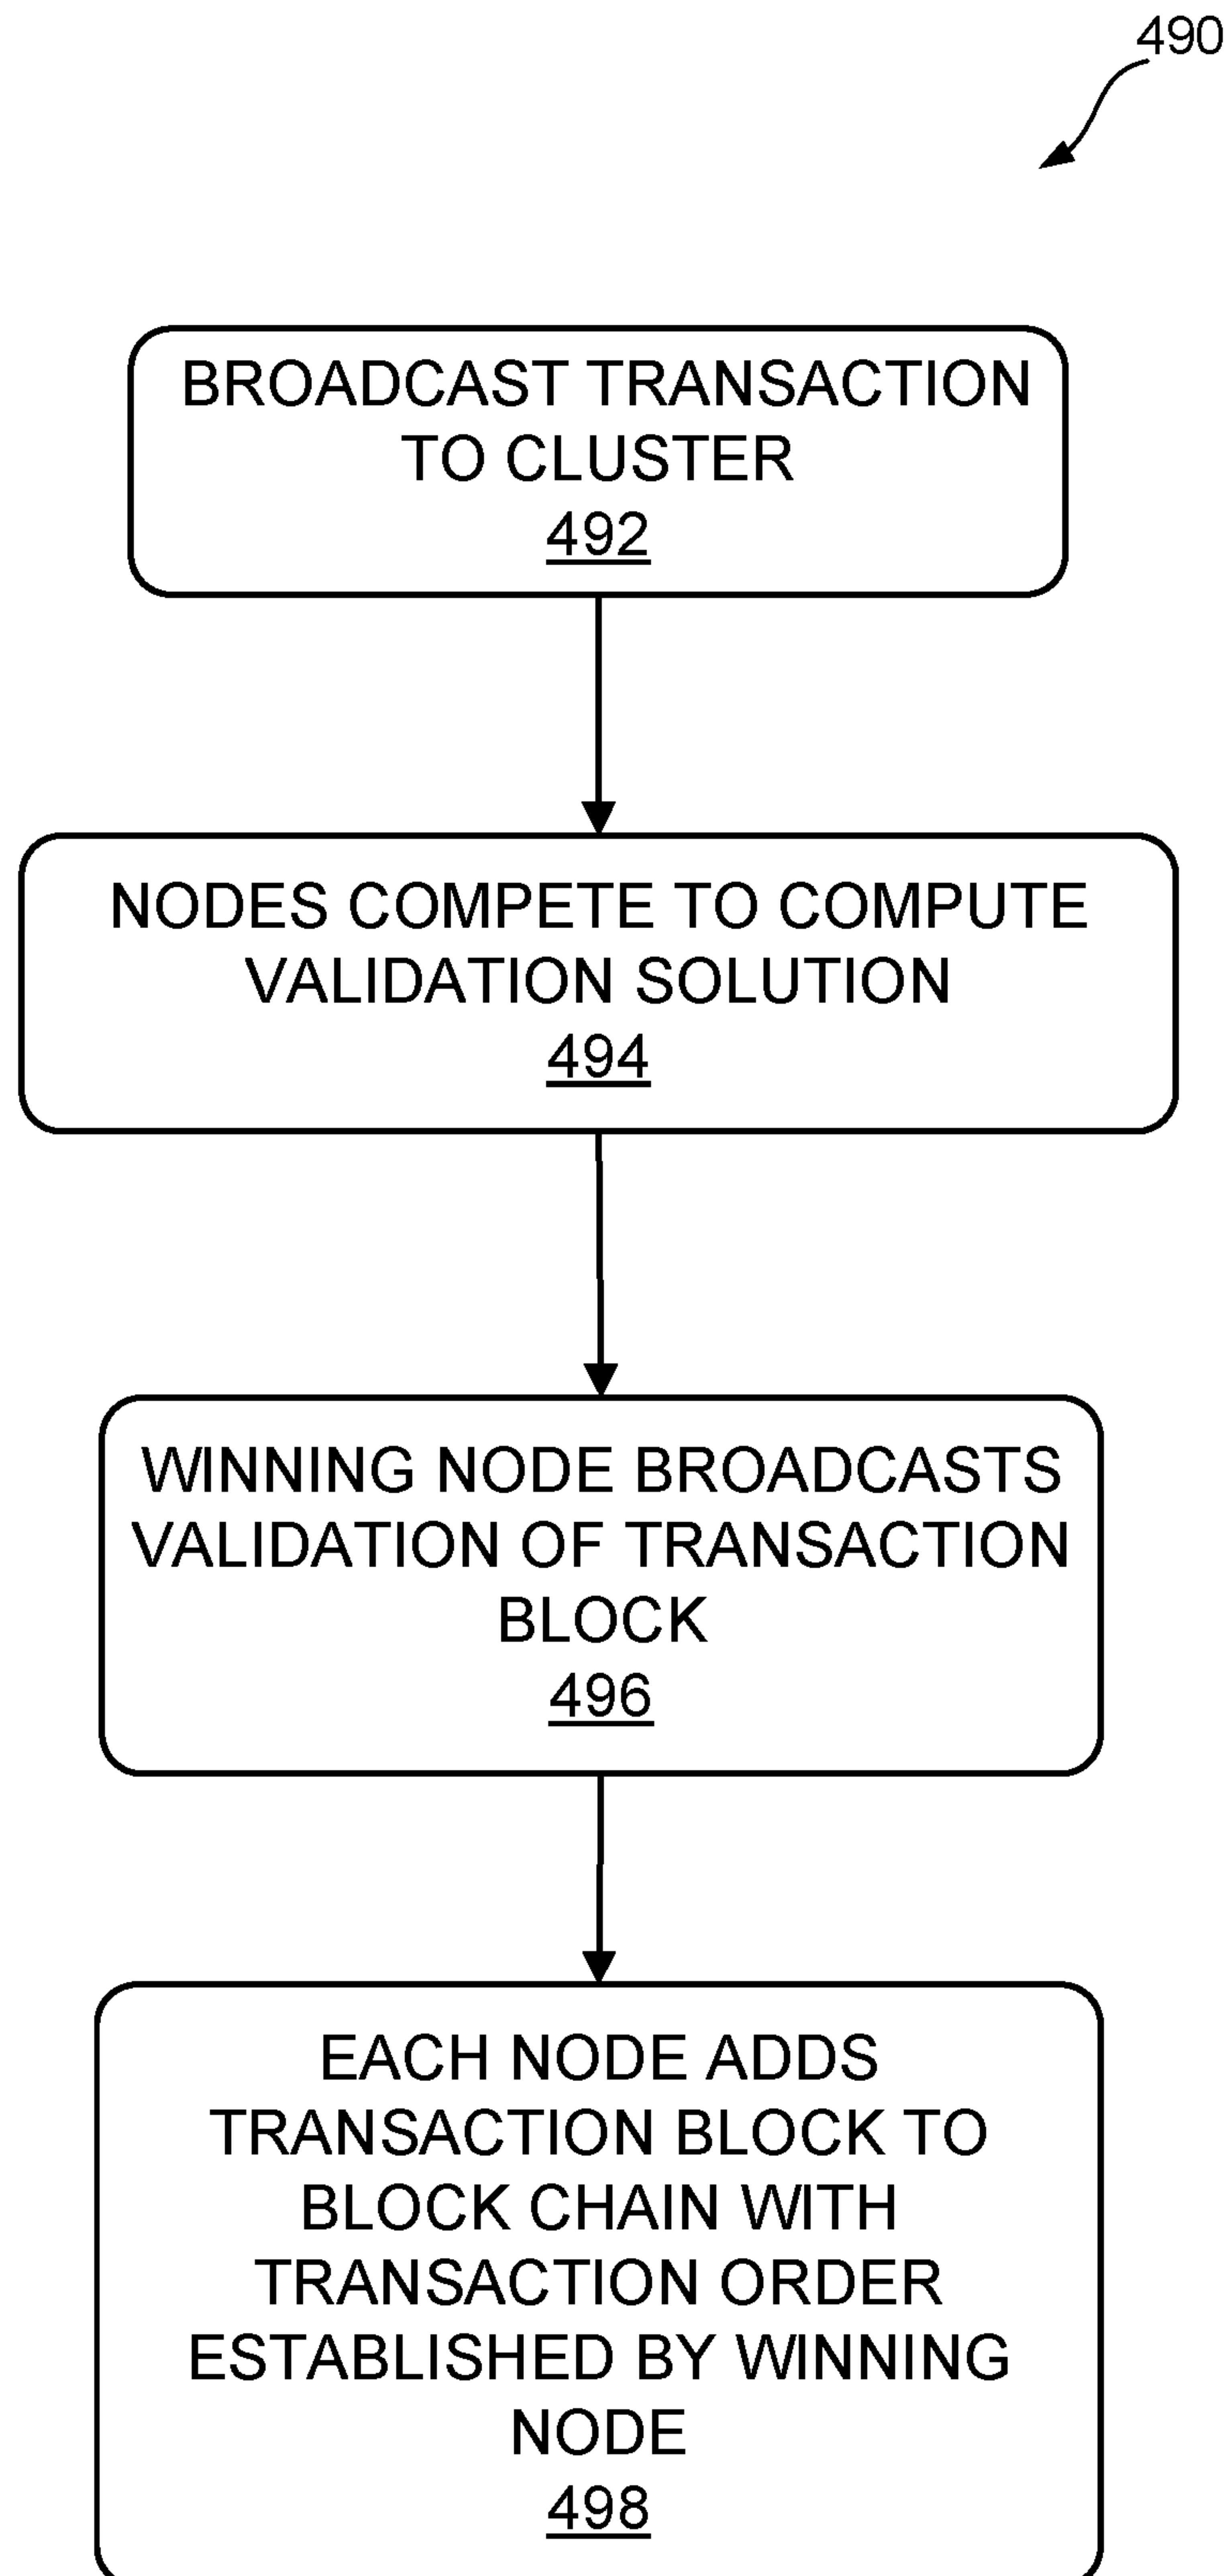 490
BROADCAST TRANSACTION
TO CLUSTER
492
NODES COMPETE TO COMPUTE
VALIDATION SOLUTION
494
WINNING NODE BROADCASTS
VALIDATION OF TRANSACTION
BLOCK
496
EACH NODE ADDS
TRANSACTION BLOCK TO
BLOCK CHAIN WITH
TRANSACTION ORDER
ESTABLISHED BY WINNING
NODE
498